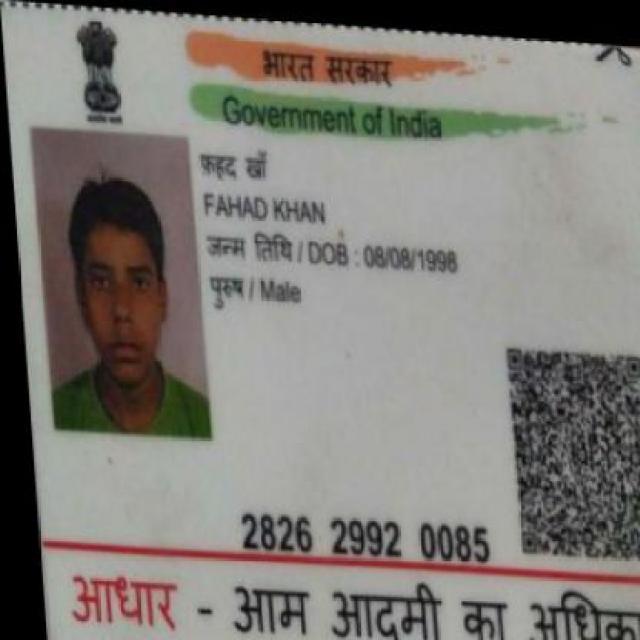 भारत सरकार
Government of India
फ़हद खाँ
FAHAD KHAN
जन्म तिथि / DOB : 08/08/1998
पुरुष / Male
2826 2992 0085
आधार - आम आदमी का अधिका